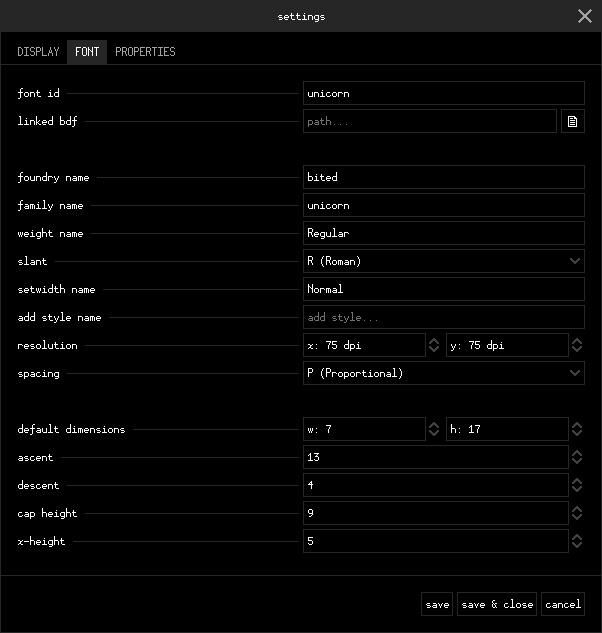 settings
DISPLAY FONT PROPERTIES
font id unicorn
linked bdf path...
foundry name bited
family name unicorn
weight name Regular
slant R (Roman)
setwidth name Normal
add style name add style...
resolution x: 75 dpi y: 75 dpi
spacing P (Proportional)
default dimensions w: 7 h: 17
ascent 13
descent 4
cap height 9
x-height 5
save save & close cancel